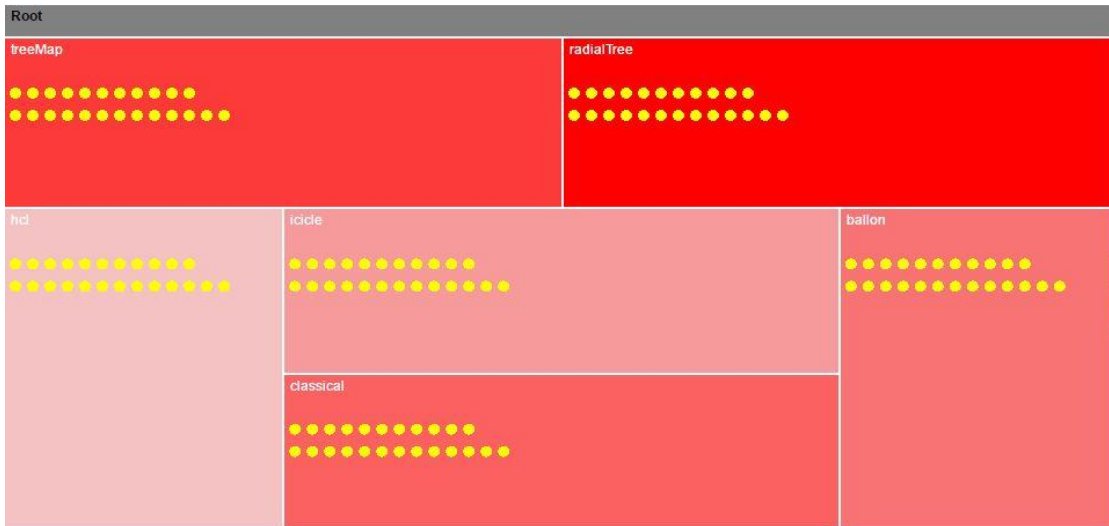 Root
treeMap
radialTree
hcl
icicle
ballon
classical